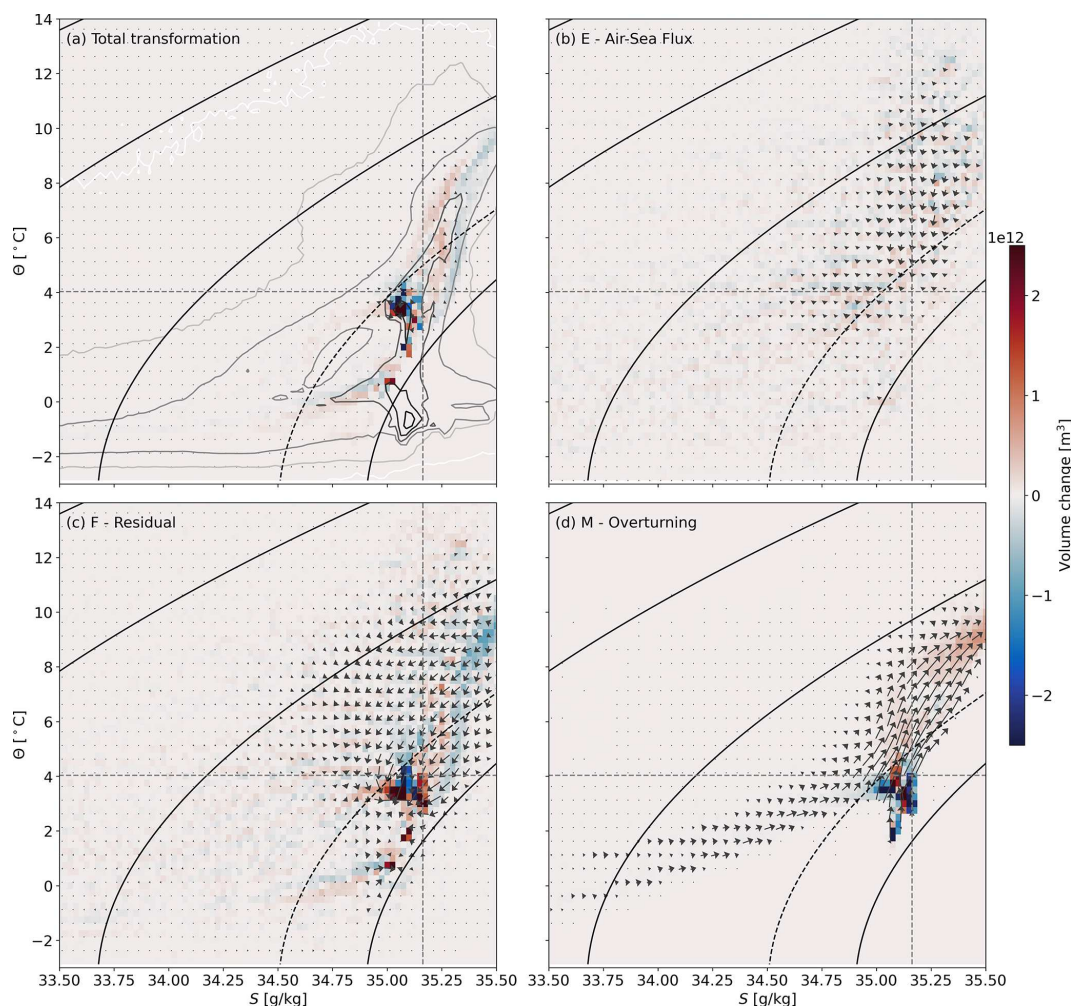 14
(a) Total transformation
(b) E - Air-Sea Flux
12
10
8
6
4
2
0
−2
Θ [°C]
1e12
2
1
0
−1
−2
Volume change [m³]
14
(c) F - Residual
(d) M - Overturning
12
10
8
6
4
2
0
−2
Θ [°C]
33.50 33.75 34.00 34.25 34.50 34.75 35.00 35.25 35.50
33.50 33.75 34.00 34.25 34.50 34.75 35.00 35.25 35.50
S [g/kg]
S [g/kg]